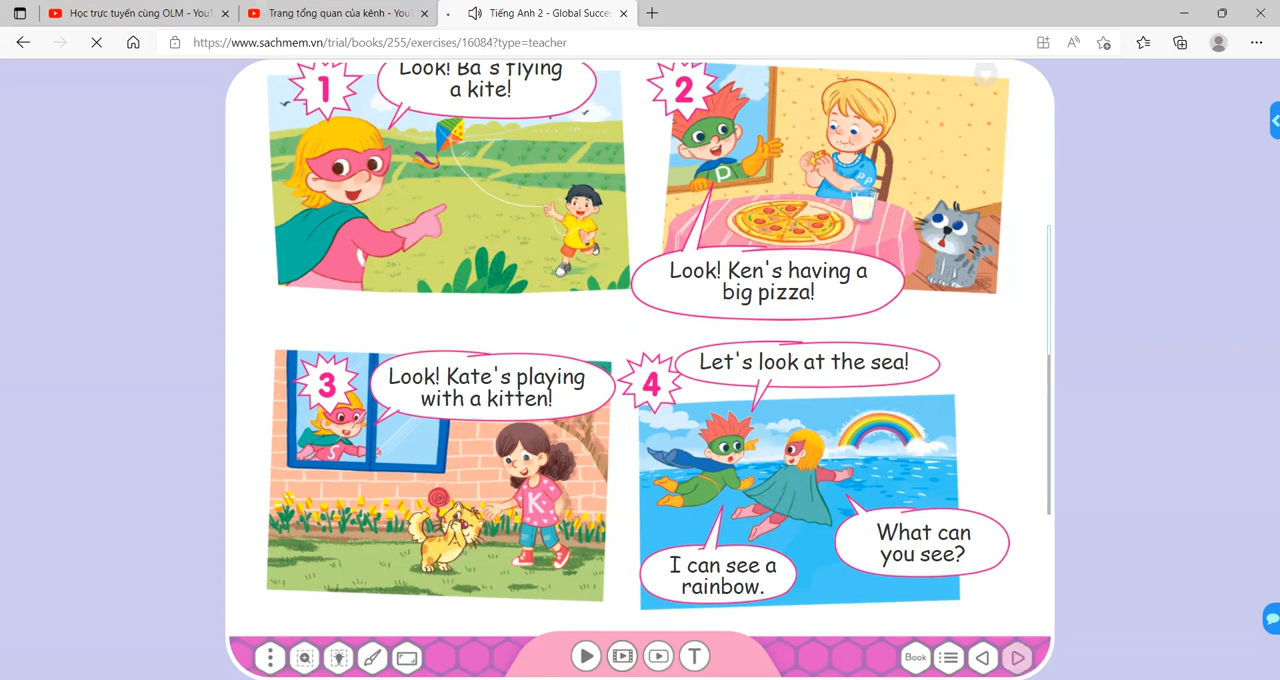 Học trực tuyến cùng OLM - YouT
Trang tổng quan của kênh - YouT
Tiếng Anh 2 - Global Succe
https://www.sachmem.vn/trial/books/255/exercises/16084?type=teacher
1
Look! Ba's flying
a kite!
2
P
P P
Look! Ken's having a
big pizza!
3
Look! Kate's playing
with a kitten!
S
K
4
Let's look at the sea!
What can
you see?
I can see a
rainbow.
T
Book